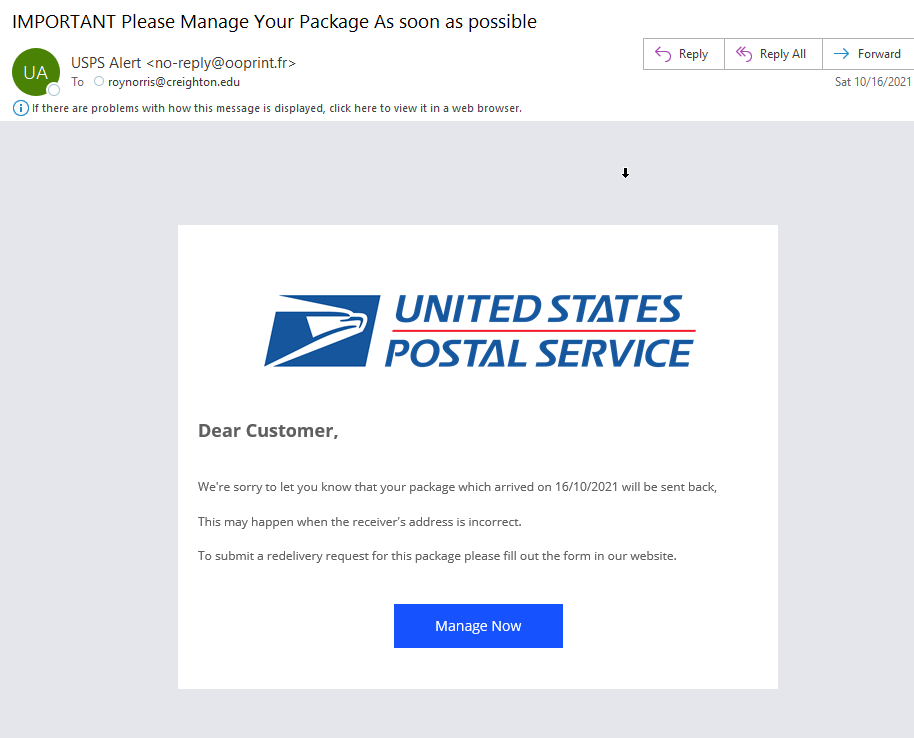 IMPORTANT Please Manage Your Package As soon as possible
UA
USPS Alert <no-reply@ooprint.fr>
To roynorris@creighton.edu
Reply
Reply All
Forward
Sat 10/16/2021
If there are problems with how this message is displayed, click here to view it in a web browser.
UNITED STATES
POSTAL SERVICE
Dear Customer,
We're sorry to let you know that your package which arrived on 16/10/2021 will be sent back,
This may happen when the receiver's address is incorrect.
To submit a redelivery request for this package please fill out the form in our website.
Manage Now